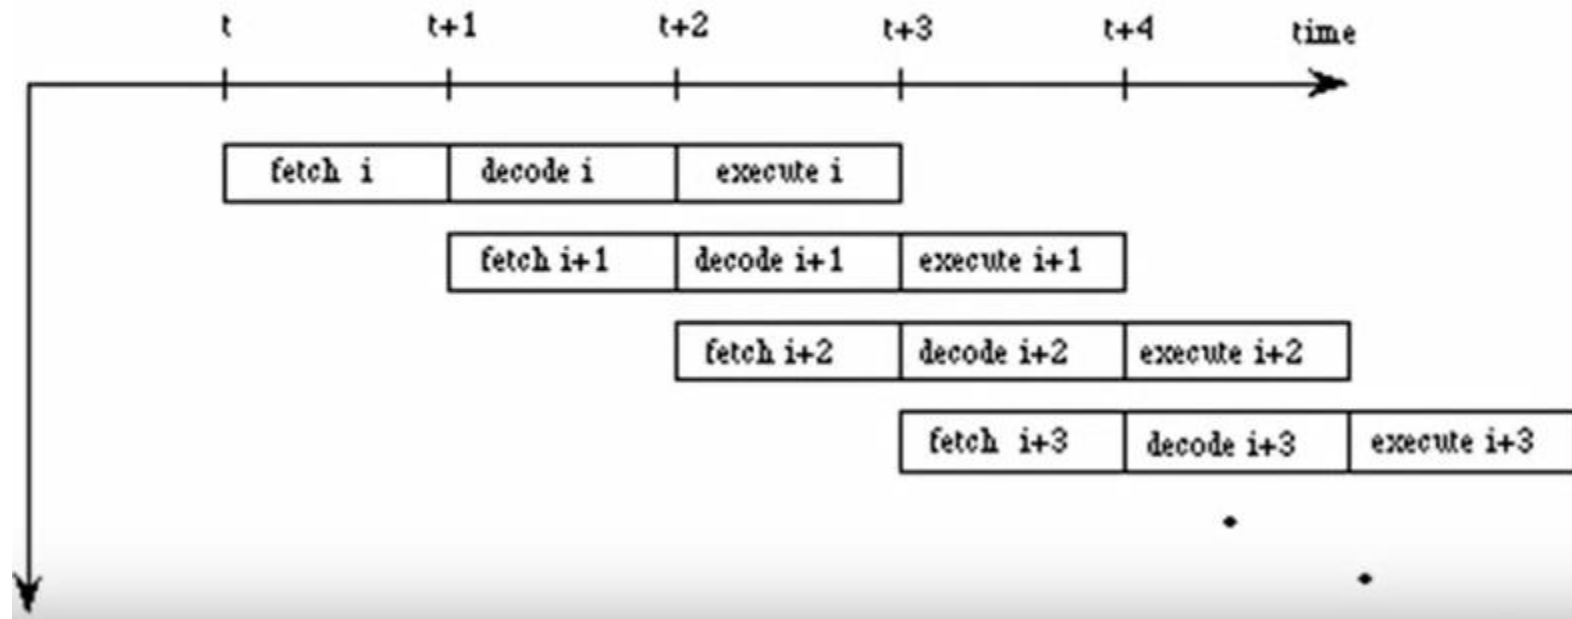 t t+1 t+2 t+3 t+4 time
fetch i decode i execute i
fetch i+1 decode i+1 execute i+1
fetch i+2 decode i+2 execute i+2
fetch i+3 decode i+3 execute i+3